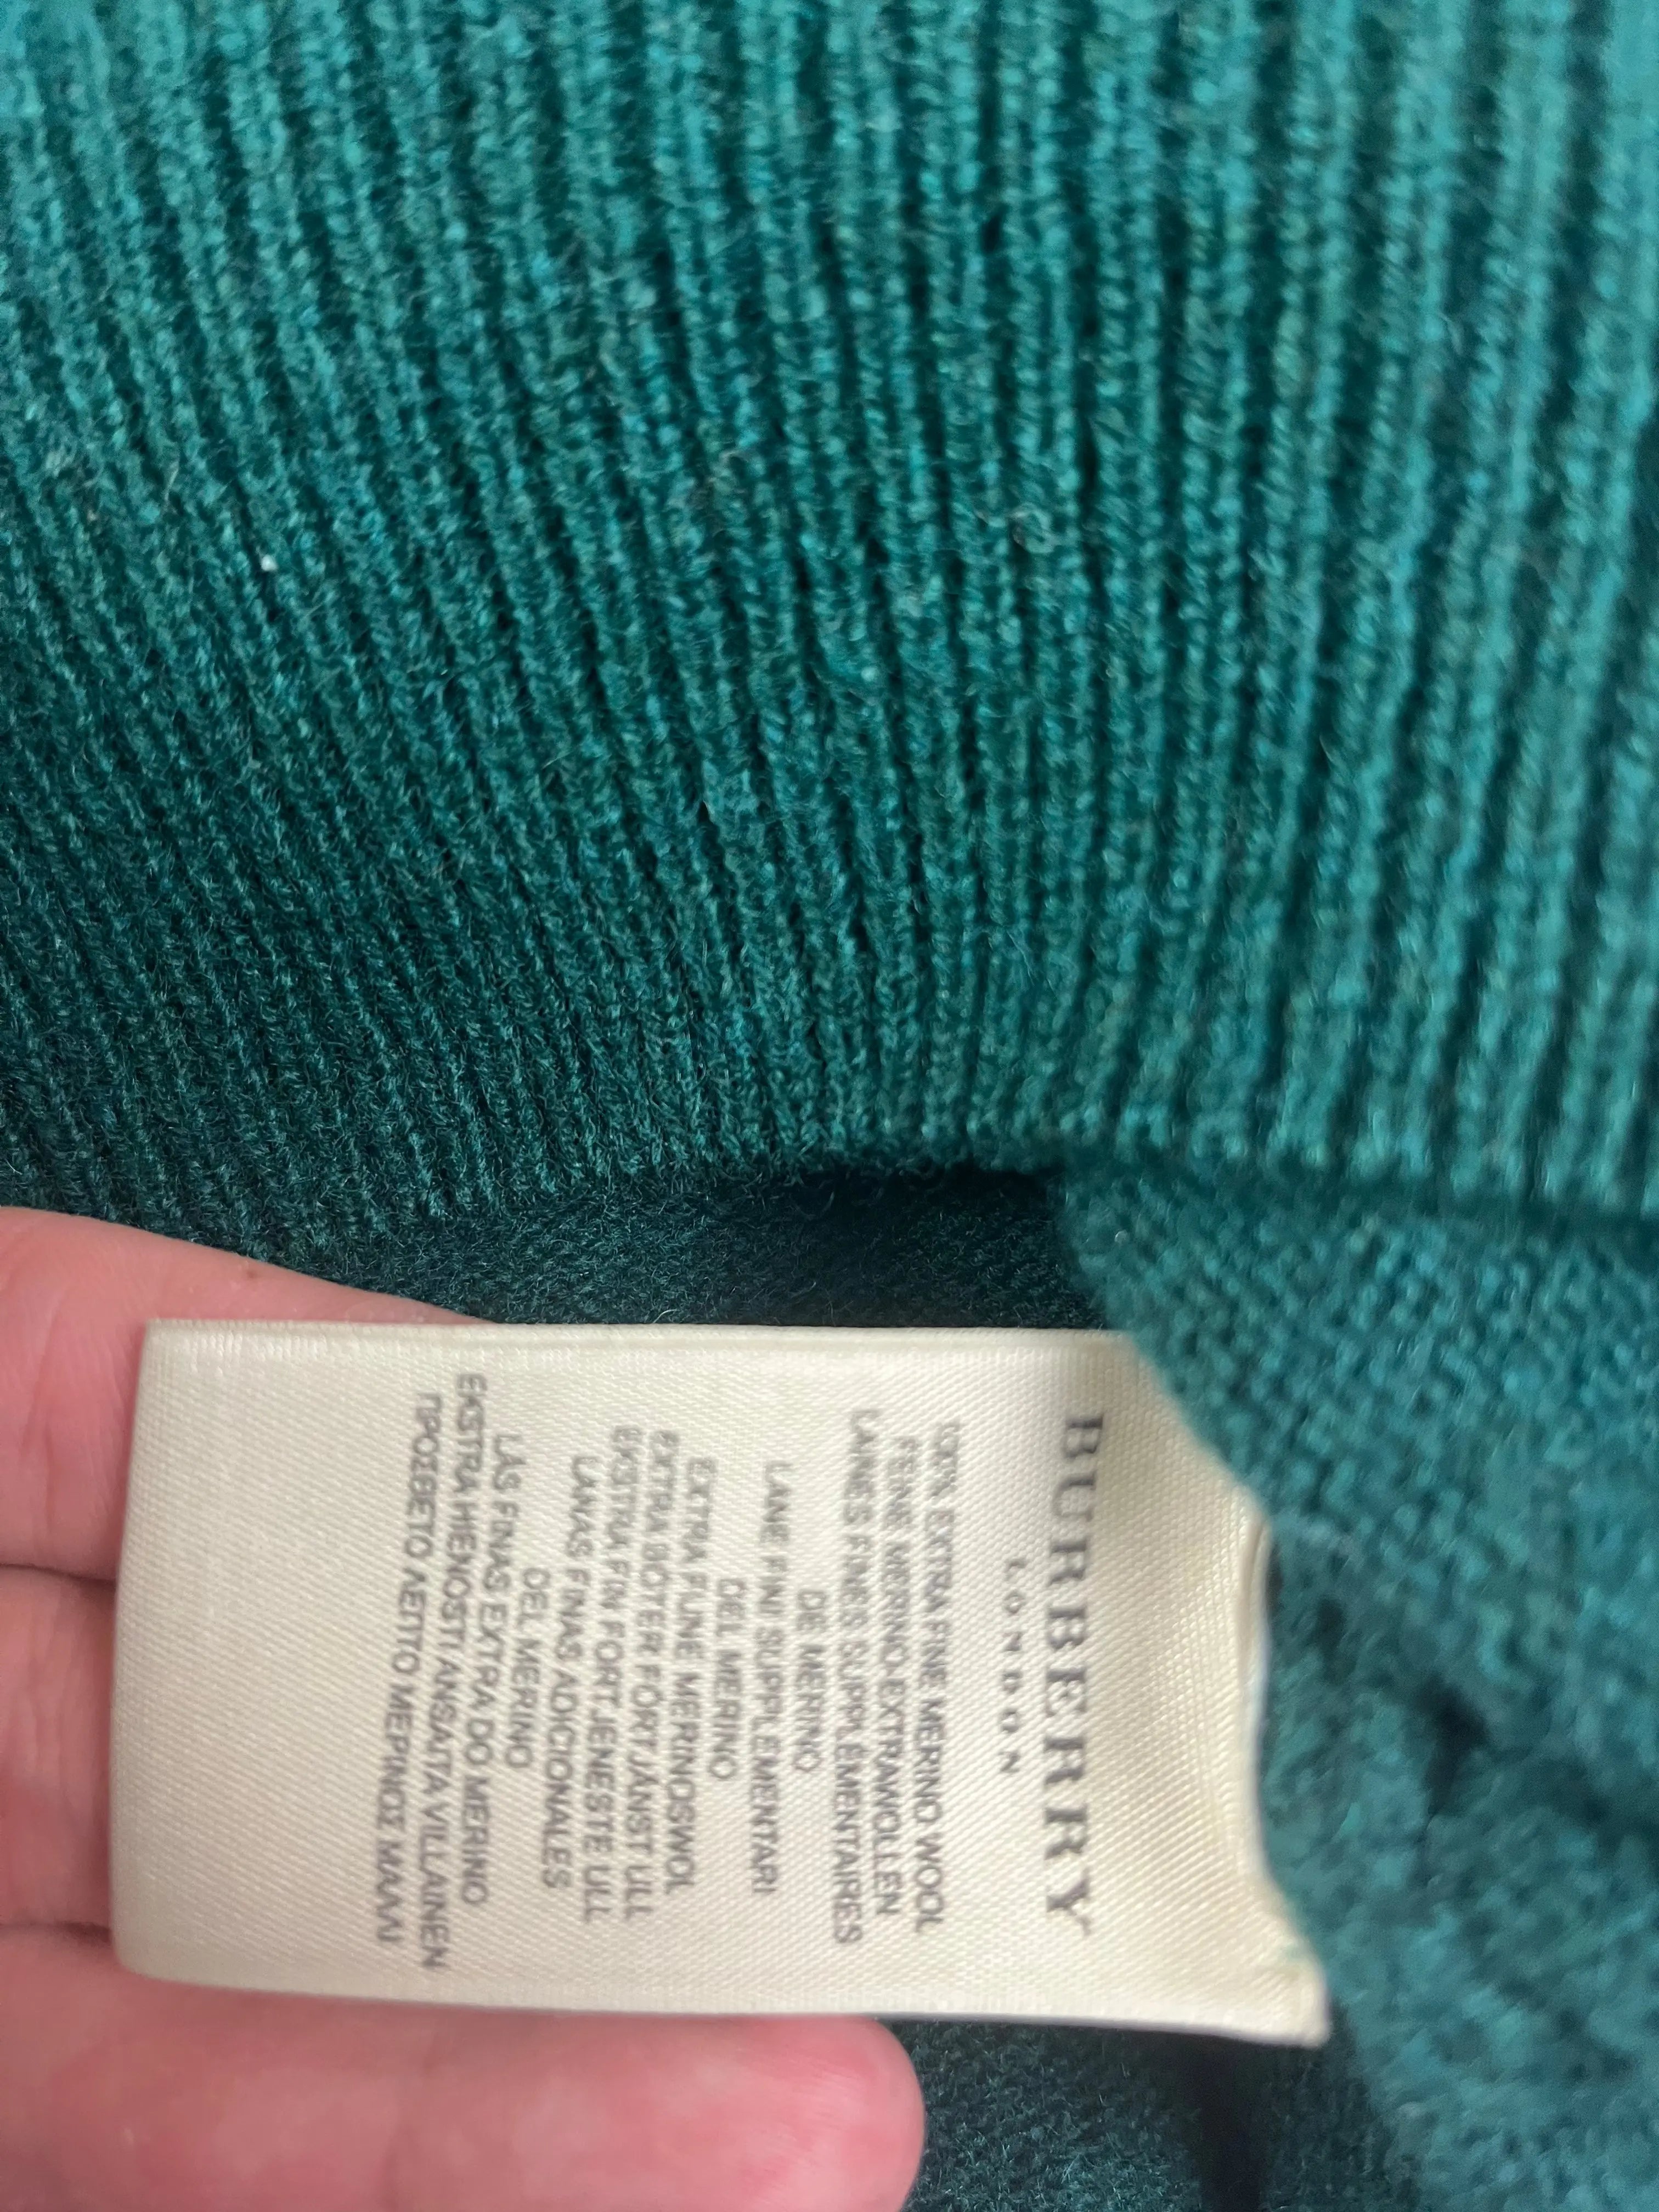 BURBERRY
LONDON
100% EXTRA FINE MERINO WOOL
FEINE MERINO-EXTRAWOLLEN
LAINES FINES SUPPLÉMENTAIRES
DE MERINO
LANE FINI SUPPLEMENTARI
DEL MERINO
EXTRA FIJNE MERINOSWOL
EXTRA BOTER FORTJÄNST ULL
EKSTRA FIN FORTJENESTE ULL
LANAS FINAS ADICIONALES
DEL MERINO
LÃS FINAS EXTRA DO MERINO
EKSTRA HIENOSTI ANSAITA VILLAINEN
ΠΡΟΣΘΕΤΟ ΛΕΠΤΟ ΜΕΡΙΝΟΣ ΜΑΛΛΙ